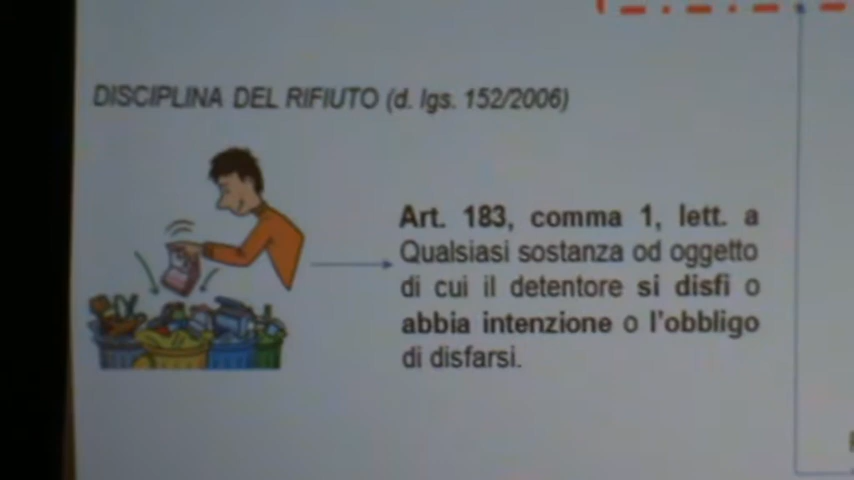 DISCIPLINA DEL RIFIUTO (d. lgs. 152/2006)
Art. 183, comma 1, lett. a
Qualsiasi sostanza od oggetto
di cui il detentore si disfi o
abbia intenzione o l'obbligo
di disfarsi.